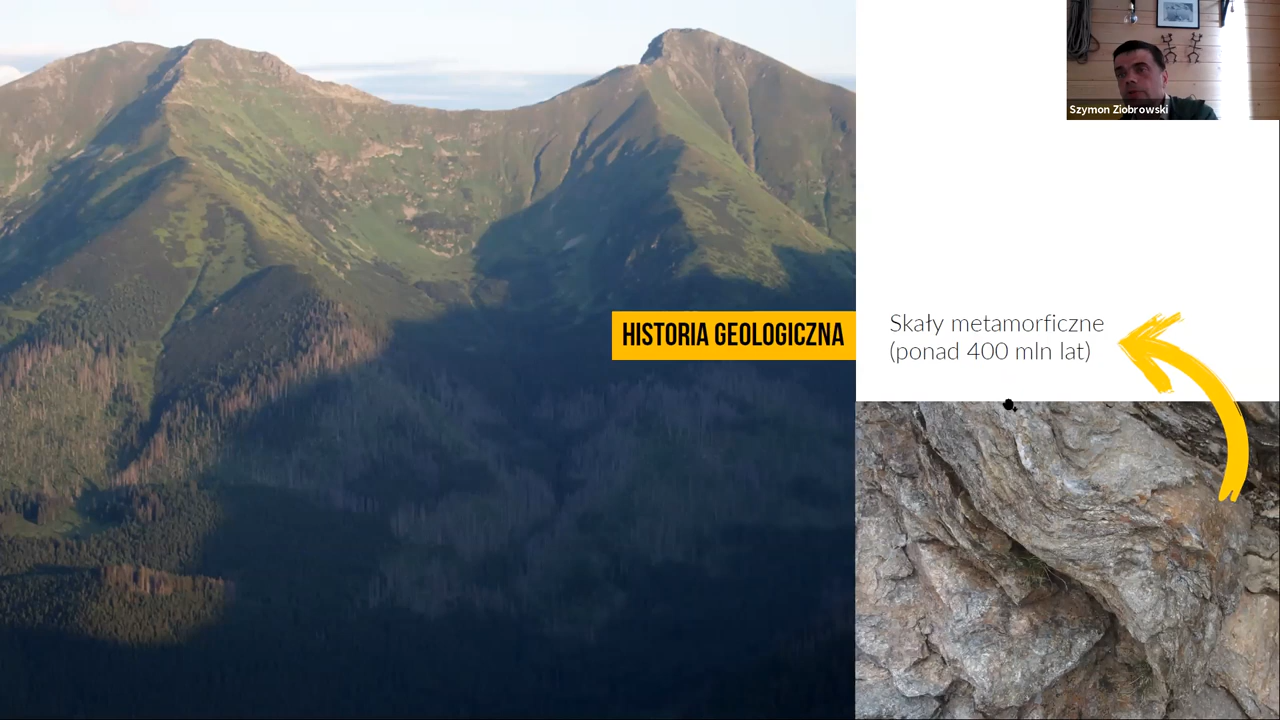 Szymon Ziobrowski
HISTORIA GEOLOGICZNA
Skały metamorficzne
(ponad 400 mln lat)